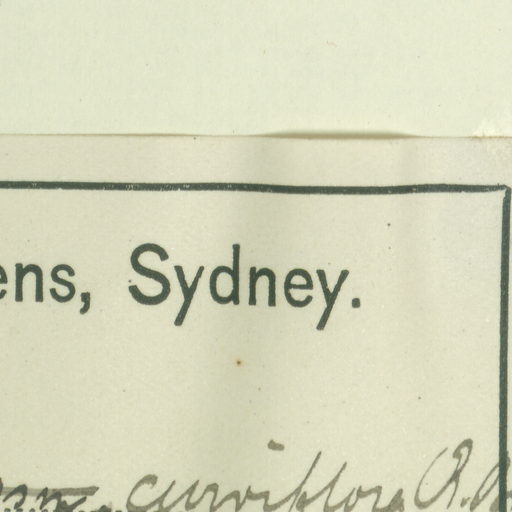 ens, Sydney.
curviflora R.